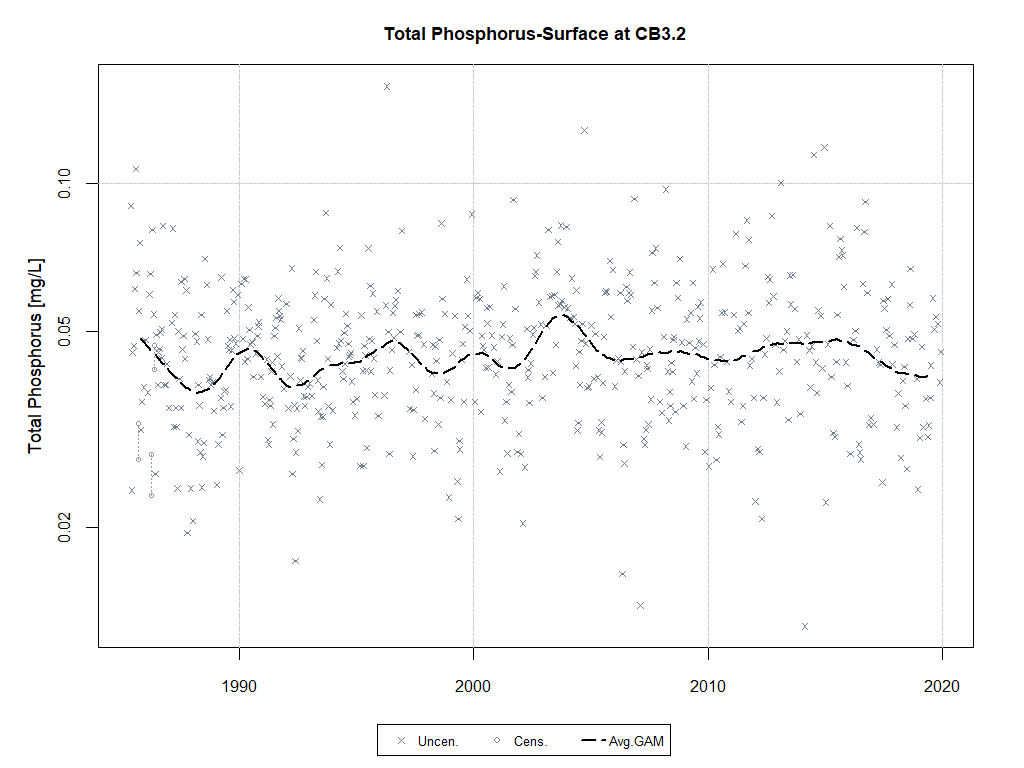 Total Phosphorus-Surface at CB3.2
Total Phosphorus [mg/L]
0.10
0.05
0.02
1990 2000 2010 2020
Uncen. Cens. Avg.GAM